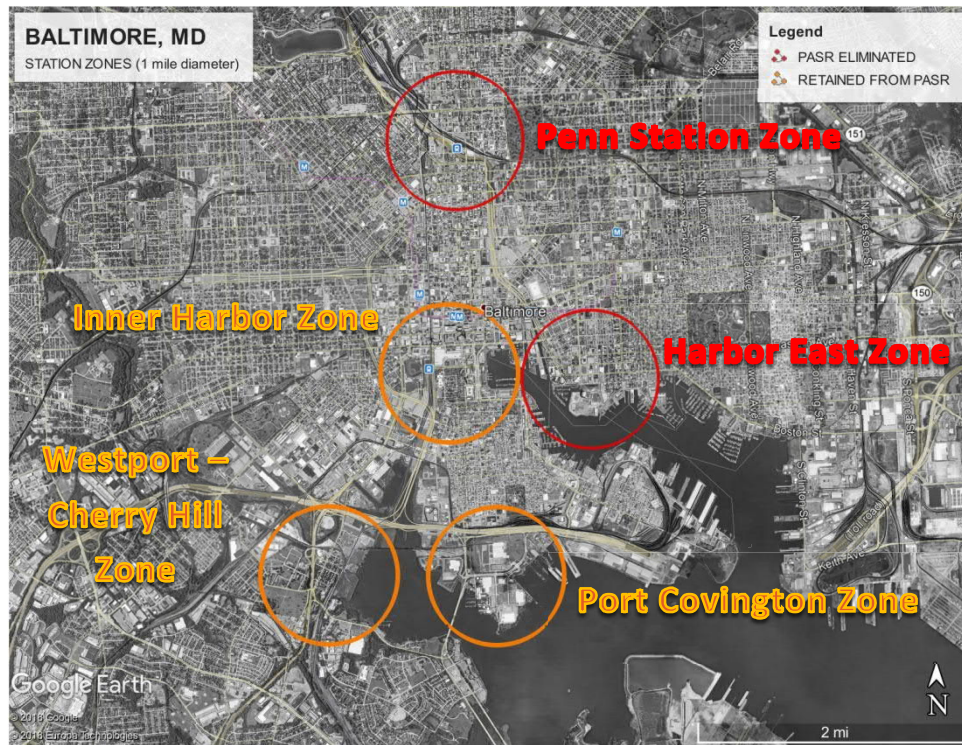 BALTIMORE, MD
STATION ZONES (1 mile diameter)
Legend
PASR ELIMINATED
RETAINED FROM PASR
Penn Station Zone
151
M
M
M
150
M
Inner Harbor Zone
Baltimore
Harbor East Zone
Westport –
Cherry Hill
Zone
Boston
Keith Ave
Port Covington Zone
Google Earth
© 2018 Google
© 2018 Europa Technologies
N
2 mi